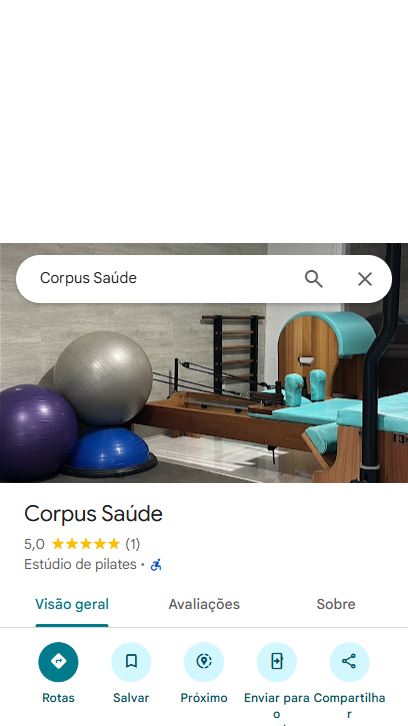 Corpus Saúde
Corpus Saúde
5,0 (1)
Estúdio de pilates ·
Visão geral Avaliações Sobre
Rotas Salvar Próximo Enviar para o Compartilhar